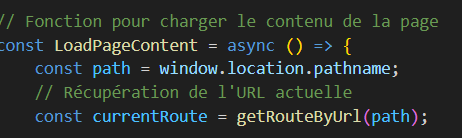 // Fonction pour charger le contenu de la page
const LoadPageContent = async () => {
const path = window.location.pathname;
// Récupération de l'URL actuelle
const currentRoute = getRouteByUrl(path);